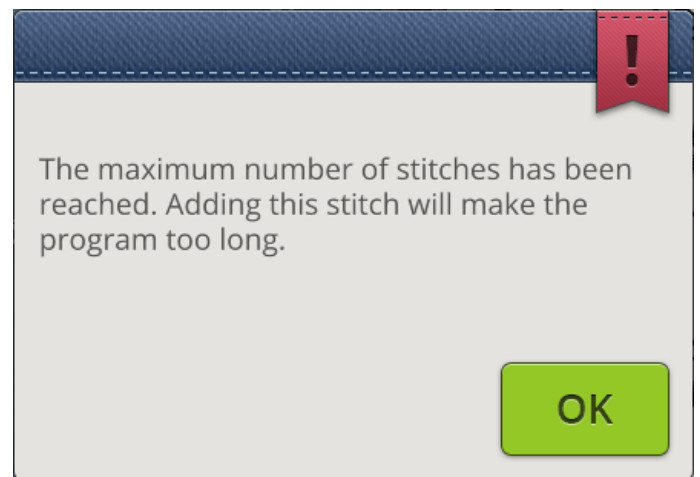 !
The maximum number of stitches has been
reached. Adding this stitch will make the
program too long.
OK